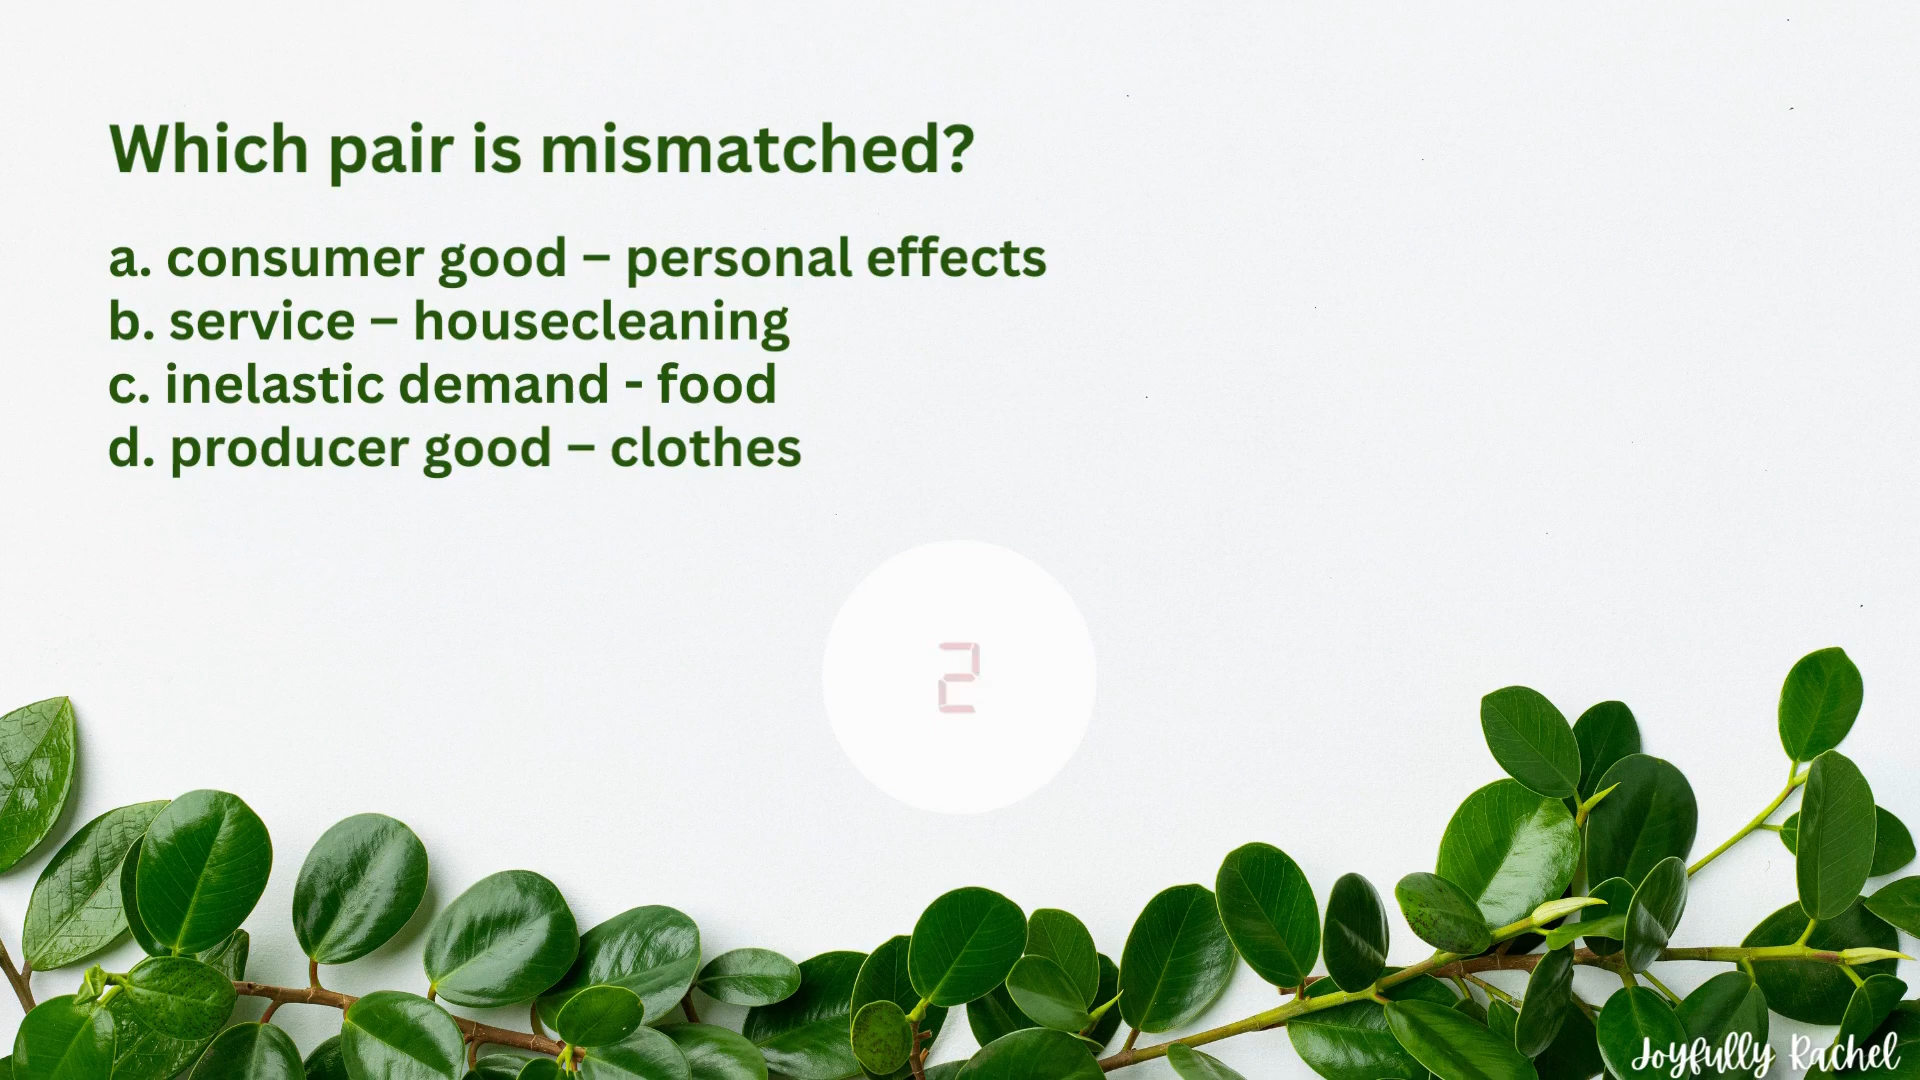 Which pair is mismatched?
a. consumer good – personal effects
b. service – housecleaning
c. inelastic demand - food
d. producer good – clothes
2
Joyfully Rachel